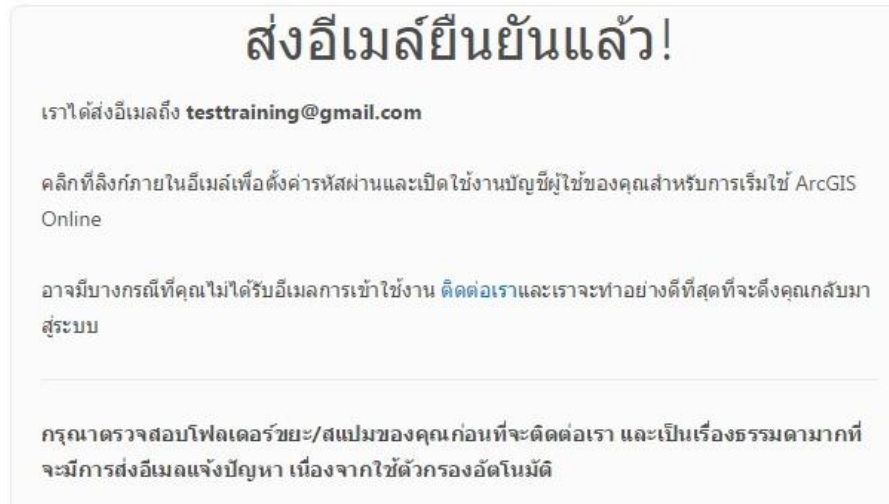 ส่งอีเมล์ยืนยันแล้ว!
เราได้ส่งอีเมลถึง testtraining@gmail.com
คลิกที่ลิงก์ภายในอีเมล์เพื่อตั้งค่ารหัสผ่านและเปิดใช้งานบัญชีผู้ใช้ของคุณสำหรับการเริ่มใช้ ArcGIS
Online
อาจมีบางกรณีที่คุณไม่ได้รับอีเมลการเข้าใช้งาน ติดต่อเราและเราจะทำอย่างดีที่สุดที่จะดึงคุณกลับมา
สู่ระบบ
กรุณาตรวจสอบโฟลเดอร์ขยะ/สแปมของคุณก่อนที่จะติดต่อเรา และเป็นเรื่องธรรมดามากที่
จะมีการส่งอีเมลแจ้งปัญหา เนื่องจากใช้ตัวกรองอัตโนมัติ